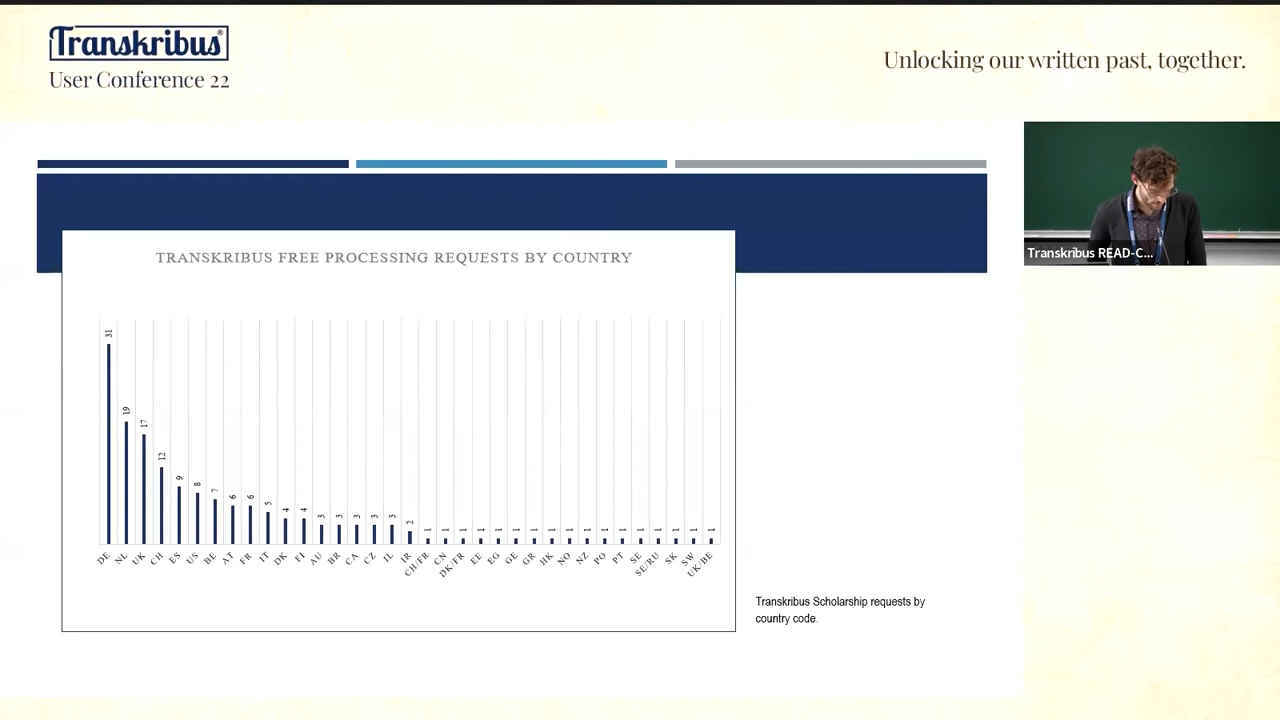 Transkribus®
User Conference 22
Unlocking our written past, together.
Transkribus READ-C...
TRANSKRIBUS FREE PROCESSING REQUESTS BY COUNTRY
31 19 17 12 9 8 7 6 6 5 4 4 3 3 3 3 3 2 1 1 1 1 1 1 1 1 1 1 1 1 1 1 1 1 1
DE NL UK CH ES US BE AT FR IT DK FI AU BR CA CZ IL IR CH/FR CN DK/FR EE EG GE GR HK NO NZ PO PT SE SE/RU SK SW UK/BE
Transkribus Scholarship requests by
country code.